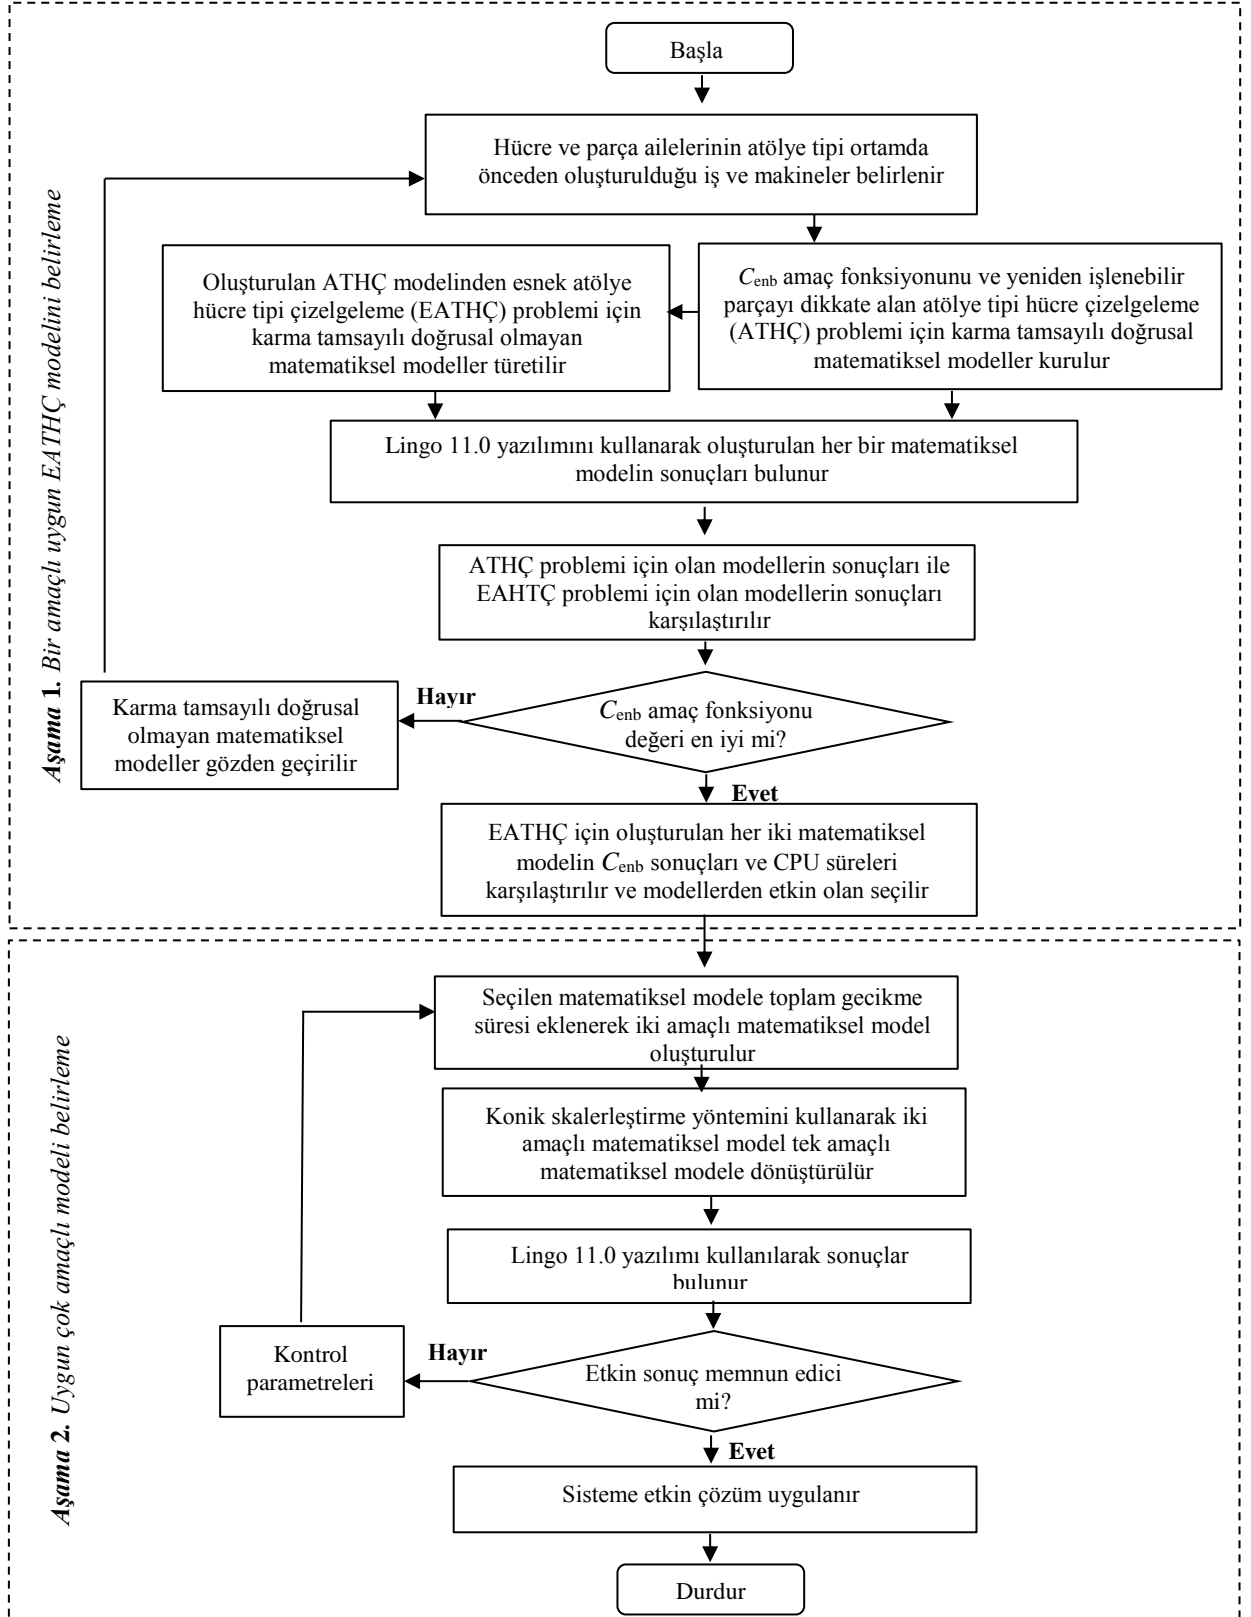 Başla
Hücre ve parça ailelerinin atölye tipi ortamda
önceden oluşturulduğu iş ve makineler belirlenir
Aşama 1. Bir amaçlı uygun EATHÇ modelini belirleme
Oluşturulan ATHÇ modelinden esnek atölye
hücre tipi çizelgeleme (EATHÇ) problemi için
karma tamsayılı doğrusal olmayan
matematiksel modeller türetilir
Cenb amaç fonksiyonunu ve yeniden işlenebilir
parçayı dikkate alan atölye tipi hücre çizelgeleme
(ATHÇ) problemi için karma tamsayılı doğrusal
matematiksel modeller kurulur
Lingo 11.0 yazılımını kullanarak oluşturulan her bir matematiksel
modelin sonuçları bulunur
ATHÇ problemi için olan modellerin sonuçları ile
EAHTÇ problemi için olan modellerin sonuçları
karşılaştırılır
Hayır
Karma tamsayılı doğrusal
olmayan matematiksel
modeller gözden geçirilir
Cenb amaç fonksiyonu
değeri en iyi mi?
Evet
EATHÇ için oluşturulan her iki matematiksel
modelin Cenb sonuçları ve CPU süreleri
karşılaştırılır ve modellerden etkin olan seçilir
Aşama 2. Uygun çok amaçlı modeli belirleme
Seçilen matematiksel modele toplam gecikme
süresi eklenerek iki amaçlı matematiksel model
oluşturulur
Konik skalerleştirme yöntemini kullanarak iki
amaçlı matematiksel model tek amaçlı
matematiksel modele dönüştürülür
Lingo 11.0 yazılımı kullanılarak sonuçlar
bulunur
Kontrol
parametreleri
Hayır
Etkin sonuç memnun edici
mi?
Evet
Sisteme etkin çözüm uygulanır
Durdur